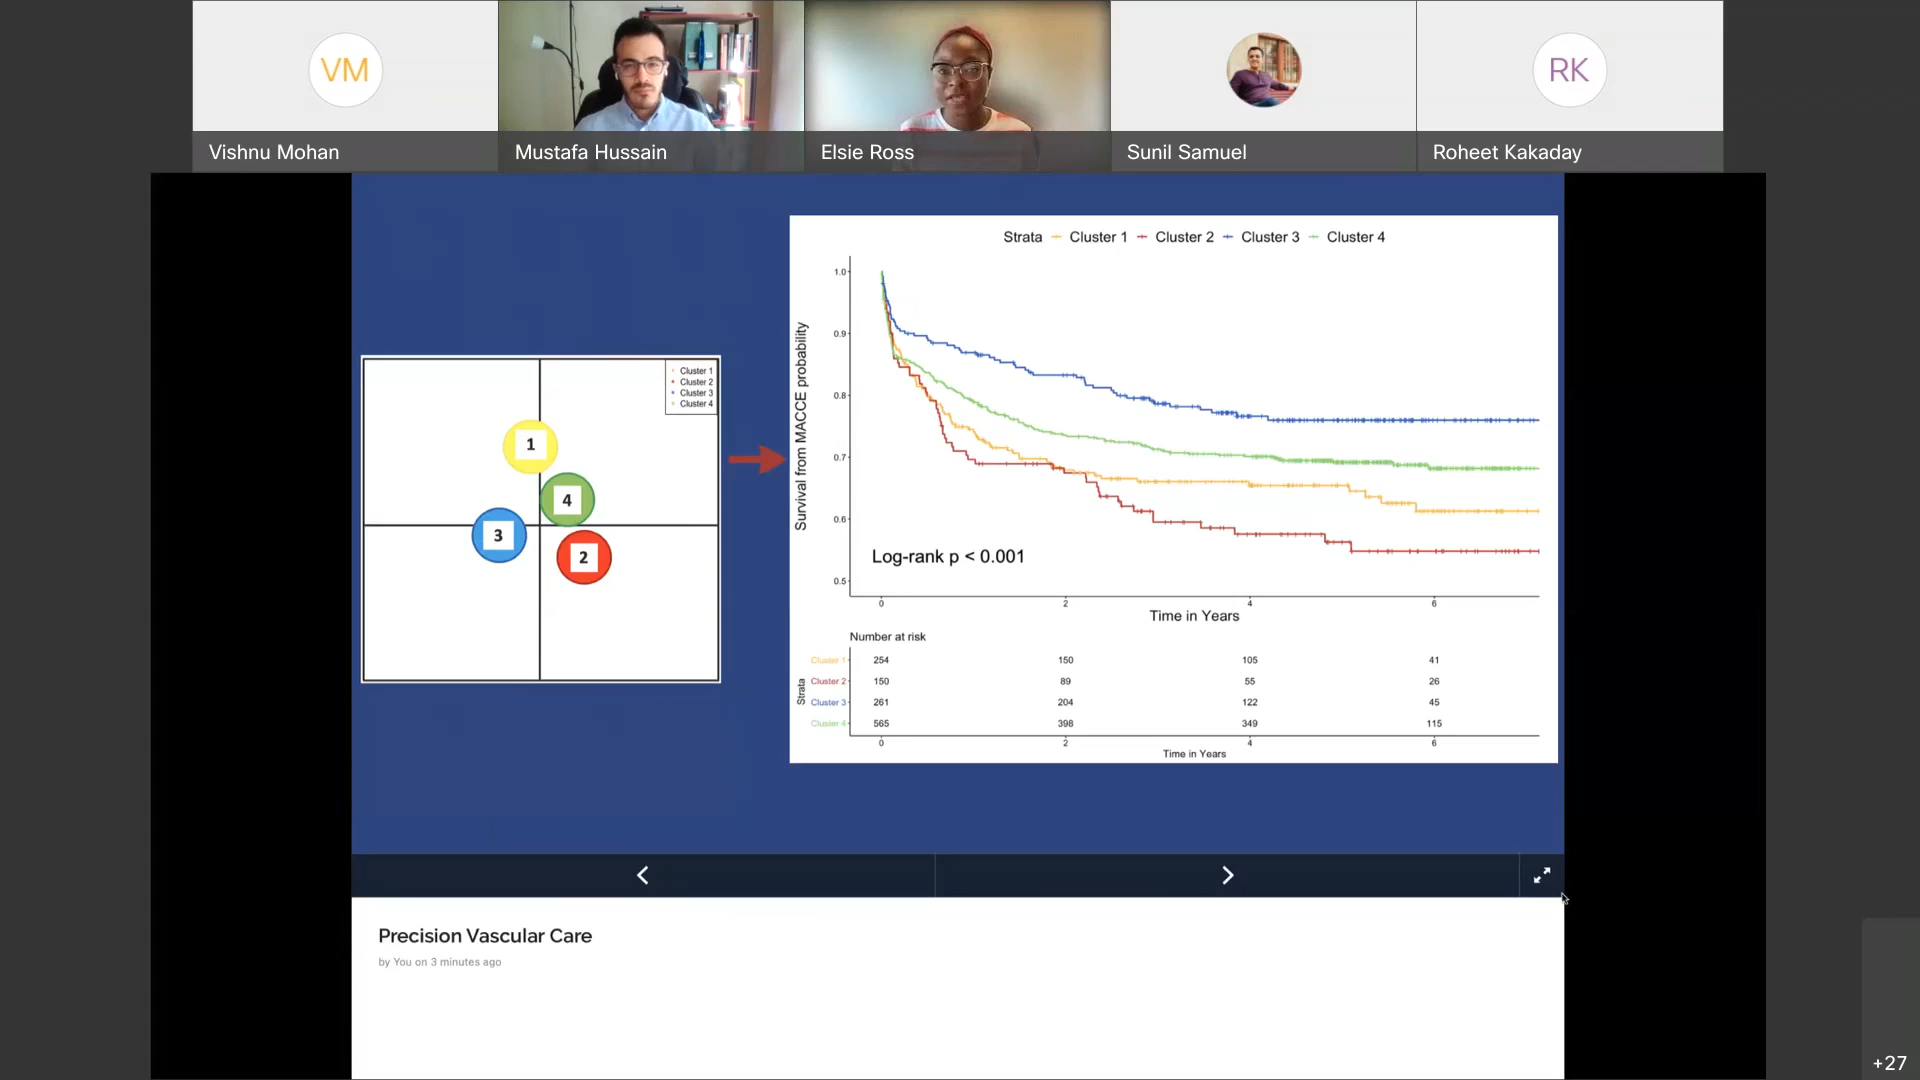 VM
RK
Vishnu Mohan
Mustafa Hussain
Elsie Ross
Sunil Samuel
Roheet Kakaday
Cluster 1
Cluster 2
Cluster 3
Cluster 4
1
4
3
2
Strata Cluster 1 Cluster 2 Cluster 3 Cluster 4
Survival from MACCE probability
1.0
0.9
0.8
0.7
0.6
0.5
Log-rank p < 0.001
0 2 4 6
Time in Years
Number at risk
Strata
Cluster 1 254 150 105 41
Cluster 2 150 89 55 26
Cluster 3 261 204 122 45
Cluster 4 565 398 349 115
0 2 4 6
Time in Years
Precision Vascular Care
by You on 3 minutes ago
+27